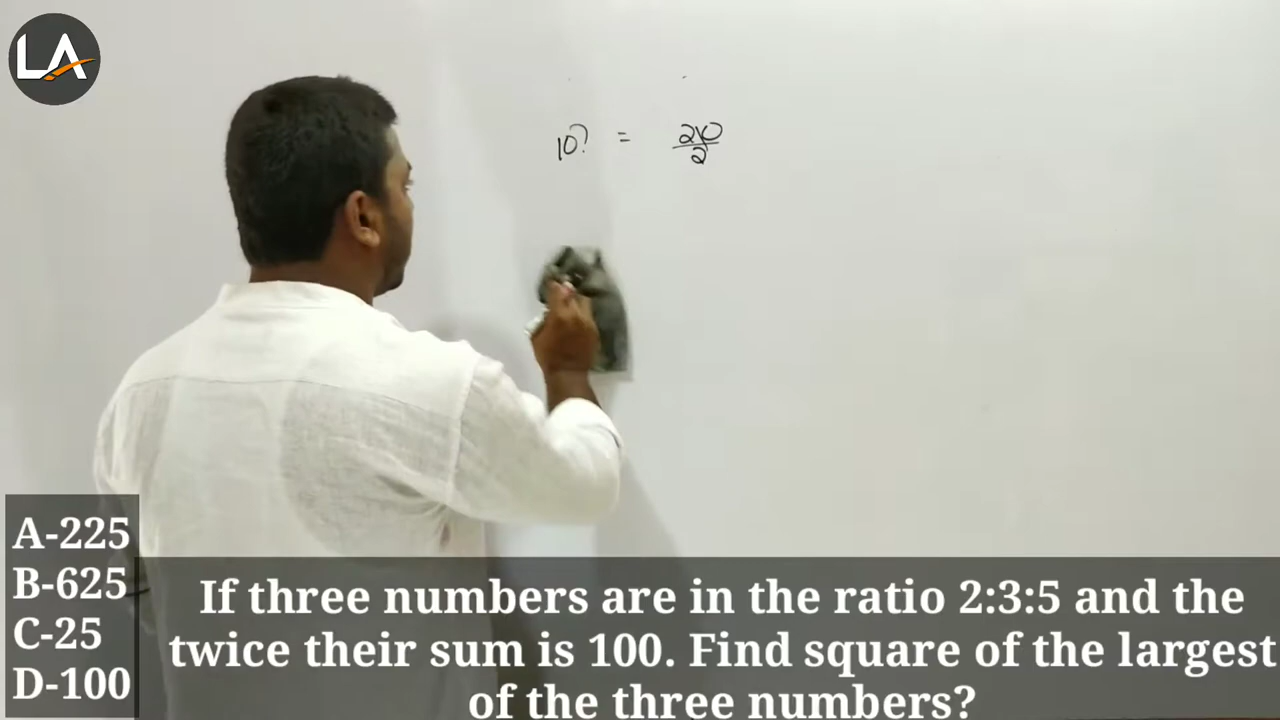 LA
10? =
2
A-225
B-625
C-25
D-100
If three numbers are in the ratio 2:3:5 and the
twice their sum is 100. Find square of the largest
of the three numbers?